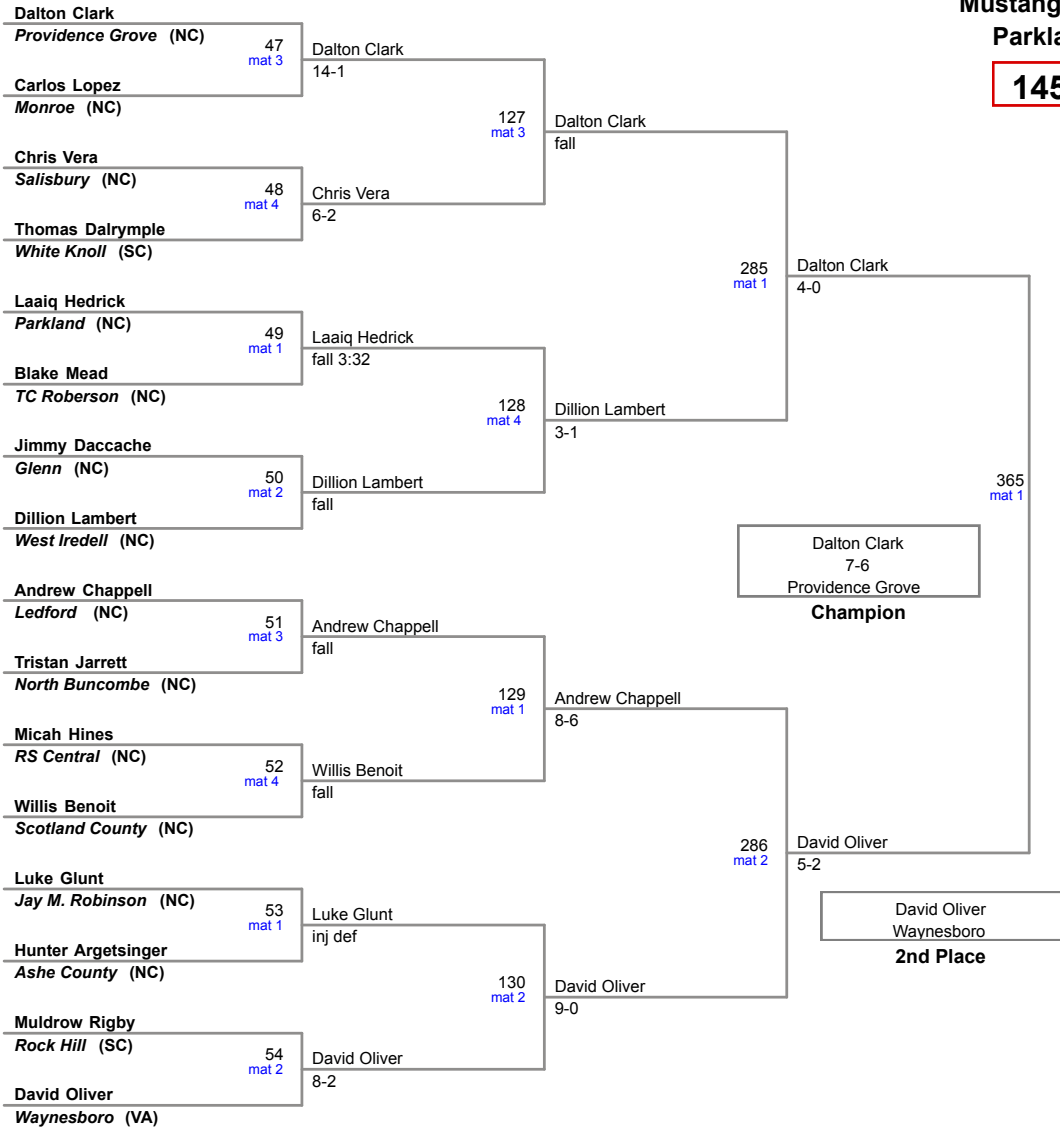 Mustang
Parkla
145
Dalton Clark
Providence Grove (NC)
47
mat 3
Carlos Lopez
Monroe (NC)
Dalton Clark
14-1
Chris Vera
Salisbury (NC)
48
mat 4
Thomas Dalrymple
White Knoll (SC)
Chris Vera
6-2
127
mat 3
Dalton Clark
fall
Laaiq Hedrick
Parkland (NC)
49
mat 1
Blake Mead
TC Roberson (NC)
Laaiq Hedrick
fall 3:32
Jimmy Daccache
Glenn (NC)
50
mat 2
Dillion Lambert
West Iredell (NC)
Dillion Lambert
fall
128
mat 4
Dillion Lambert
3-1
285
mat 1
Dalton Clark
4-0
Andrew Chappell
Ledford (NC)
51
mat 3
Tristan Jarrett
North Buncombe (NC)
Andrew Chappell
fall
Micah Hines
RS Central (NC)
52
mat 4
Willis Benoit
Scotland County (NC)
Willis Benoit
fall
129
mat 1
Andrew Chappell
8-6
Luke Glunt
Jay M. Robinson (NC)
53
mat 1
Hunter Argetsinger
Ashe County (NC)
Luke Glunt
inj def
Muldrow Rigby
Rock Hill (SC)
54
mat 2
David Oliver
Waynesboro (VA)
David Oliver
8-2
130
mat 2
David Oliver
9-0
286
mat 2
David Oliver
5-2
365
mat 1
Dalton Clark
7-6
Providence Grove
Champion
David Oliver
Waynesboro
2nd Place